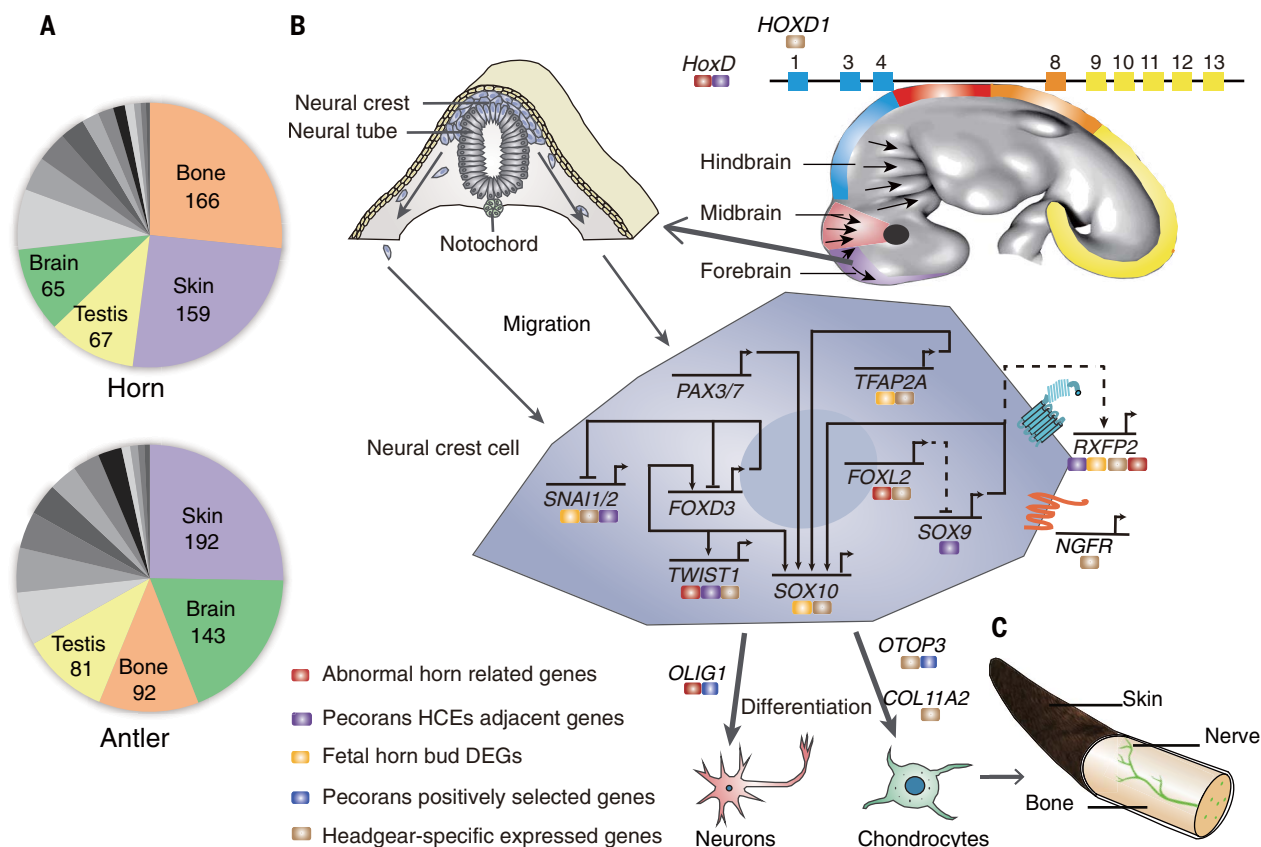 A
Bone
166
Brain
65
Skin
159
Testis
67
Horn
Skin
192
Brain
143
Testis
81
Bone
92
Antler
B
Neural crest
Neural tube
Notochord
HOXD1
HoxD
1 3 4 8 9 10 11 12 13
Hindbrain
Midbrain
Forebrain
Migration
Neural crest cell
PAX3/7
TFAP2A
RXFP2
SNAI1/2
FOXD3
FOXL2
SOX9
NGFR
TWIST1
SOX10
OLIG1
Differentiation
OTOP3
COL11A2
Neurons
Chondrocytes
Abnormal horn related genes
Pecorans HCEs adjacent genes
Fetal horn bud DEGs
Pecorans positively selected genes
Headgear-specific expressed genes
C
Skin
Nerve
Bone